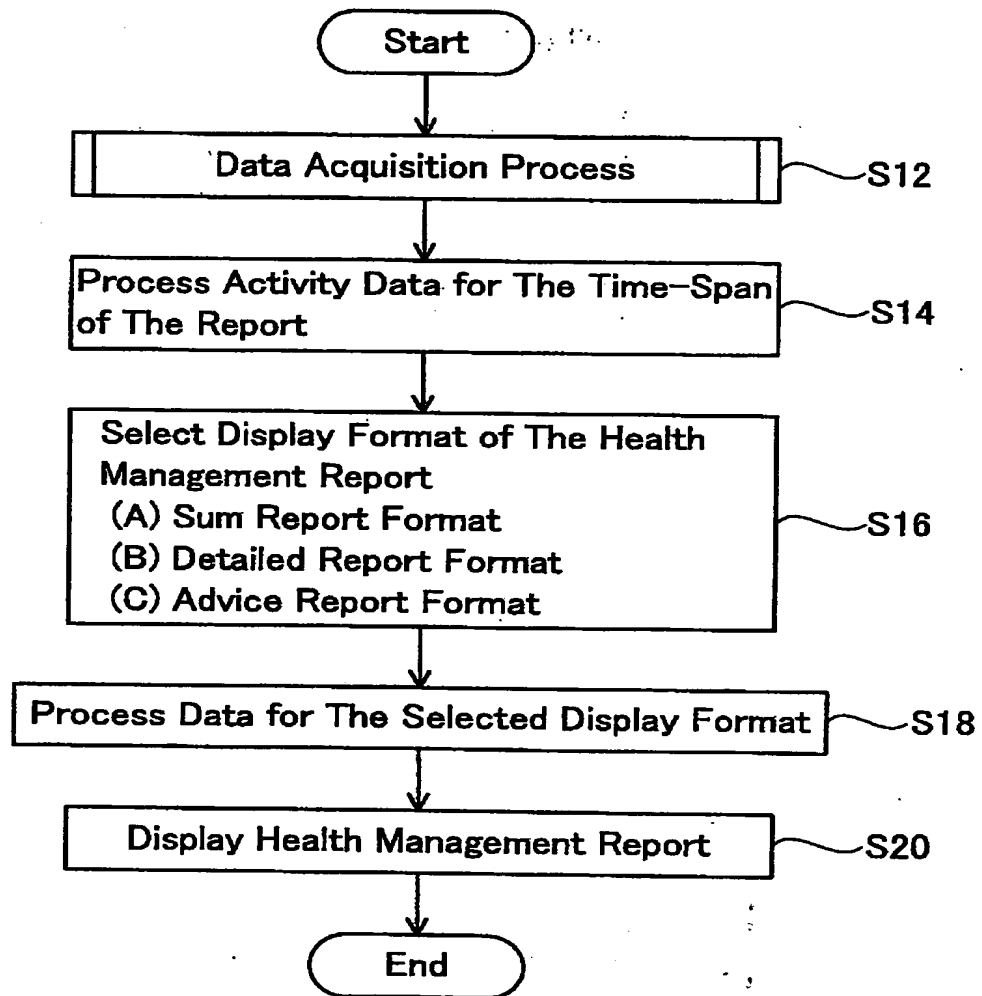 Start
Data Acquisition Process
S12
Process Activity Data for The Time-Span
of The Report
S14
Select Display Format of The Health
Management Report
(A) Sum Report Format
(B) Detailed Report Format
(C) Advice Report Format
S16
Process Data for The Selected Display Format
S18
Display Health Management Report
S20
End